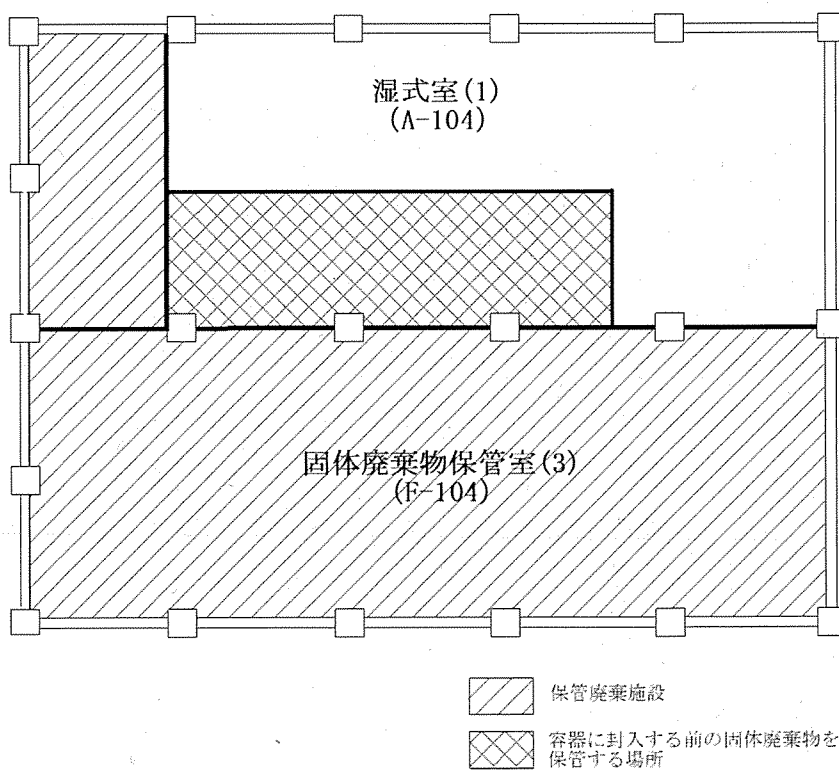 湿式室(1)
(A-104)
固体廃棄物保管室(3)
(F-104)
保管廃棄施設
容器に封入する前の固体廃棄物を
保管する場所